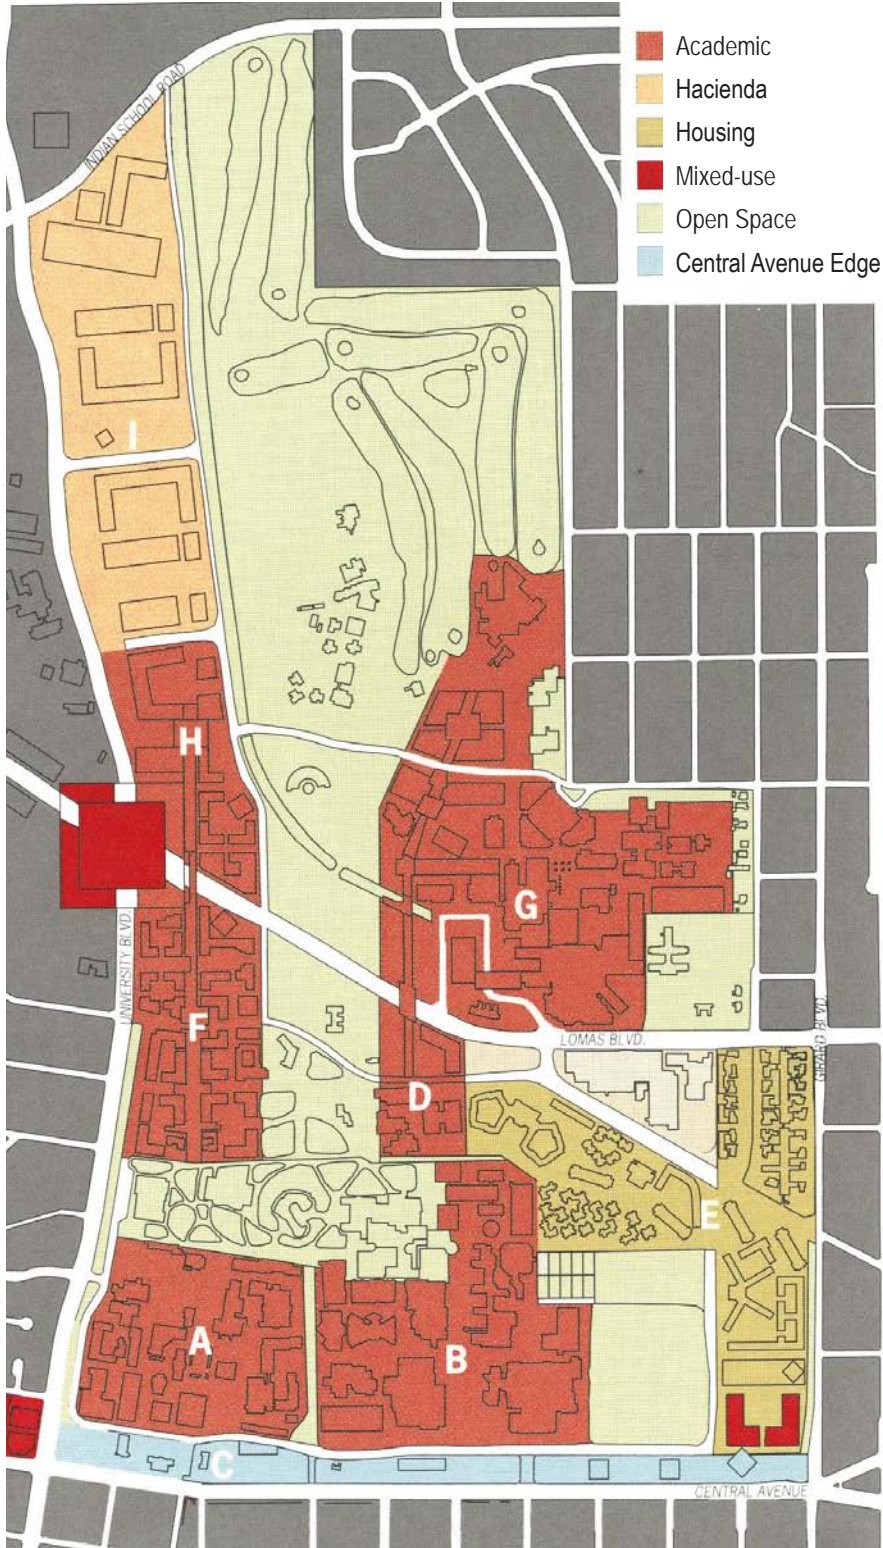 Academic
Hacienda
Housing
Mixed-use
Open Space
Central Avenue Edge
INDIAN SCHOOL ROAD
I
H
G
UNIVERSITY BLVD.
F
LOMAS BLVD.
GIRARD BLVD.
D
E
A
B
C
CENTRAL AVENUE